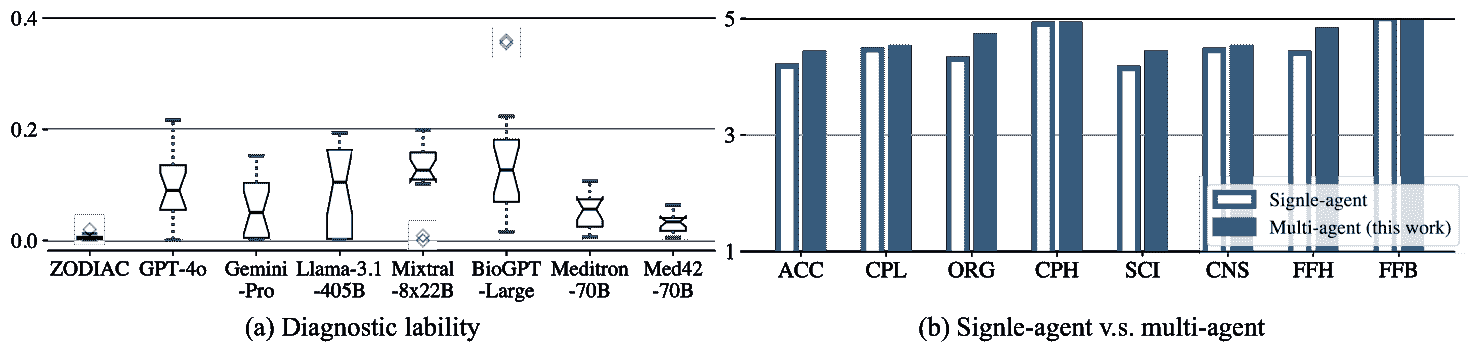 0.4
0.2
0.0
ZODIAC GPT-4o Gemini Llama-3.1 Mixtral BioGPT Meditron Med42
-Pro -405B -8x22B -Large -70B -70B
(a) Diagnostic lability
5
3
1
Signle-agent
Multi-agent (this work)
ACC CPL ORG CPH SCI CNS FFH FFB
(b) Signle-agent v.s. multi-agent